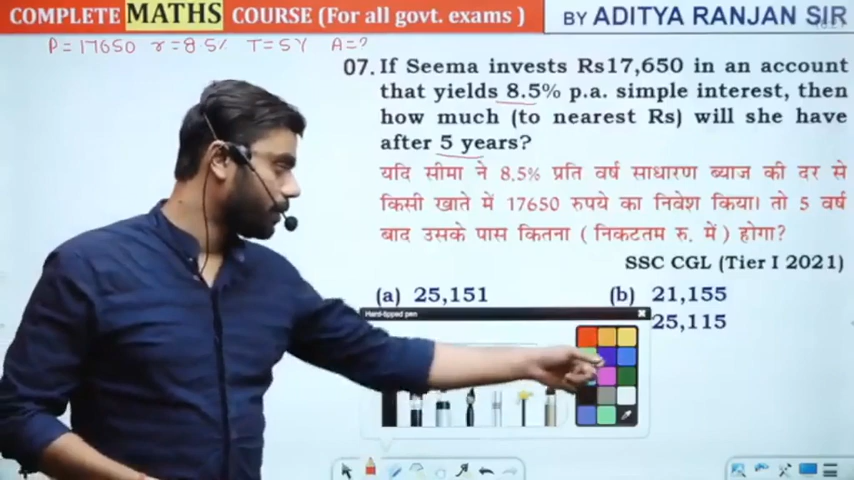 COMPLETE MATHS COURSE (For all govt. exams)
BY ADITYA RANJAN SIR
P=17650 r=8.5% T=5Y A=?
07. If Seema invests Rs17,650 in an account
that yields 8.5% p.a. simple interest, then
how much (to nearest Rs) will she have
after 5 years?
यदि सीमा ने 8.5% प्रति वर्ष साधारण ब्याज की दर से
किसी खाते में 17650 रुपये का निवेश किया। तो 5 वर्ष
बाद उसके पास कितना ( निकटतम रु. में ) होगा?
SSC CGL (Tier I 2021)
(a) 25,151
(b) 21,155
25,115
Hard-tipped pen